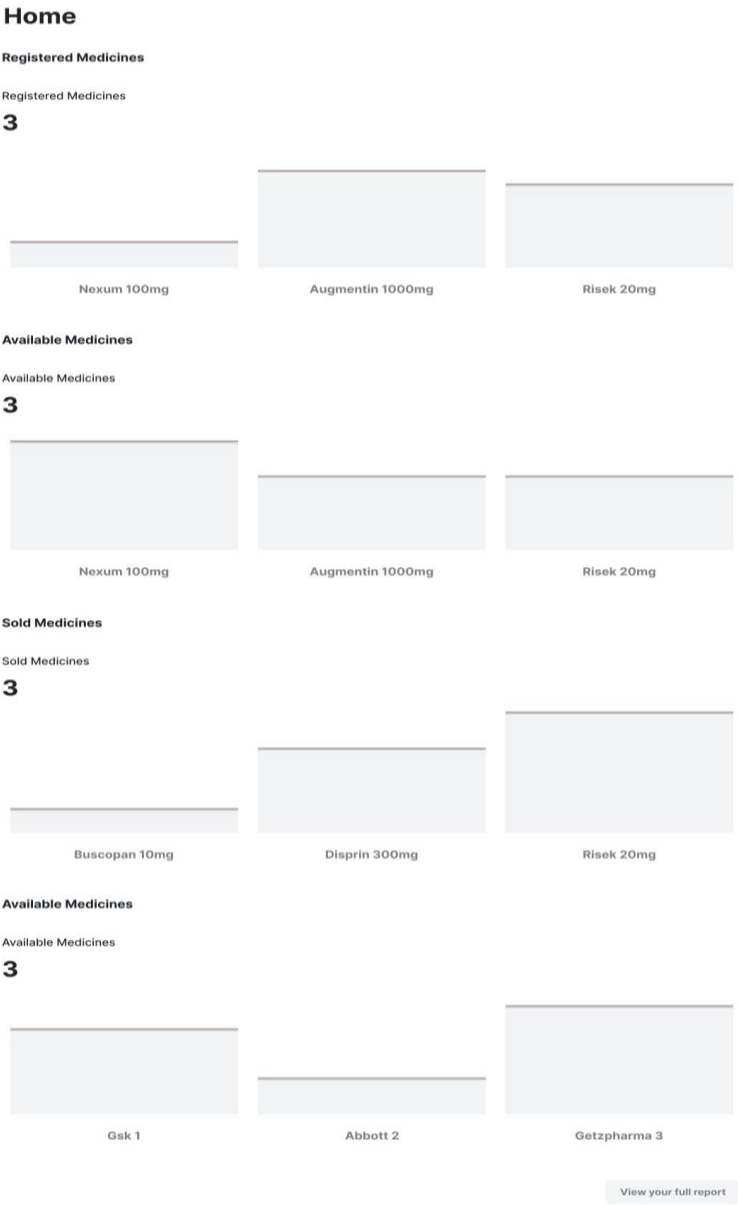 Home
Registered Medicines
Registered Medicines
3
Nexum 100mg Augmentin 1000mg Risek 20mg
Available Medicines
Available Medicines
3
Nexum 100mg Augmentin 1000mg Risek 20mg
Sold Medicines
Sold Medicines
3
Buscopan 10mg Disprin 300mg Risek 20mg
Available Medicines
Available Medicines
3
Gsk 1 Abbott 2 Getzpharma 3
View your full report